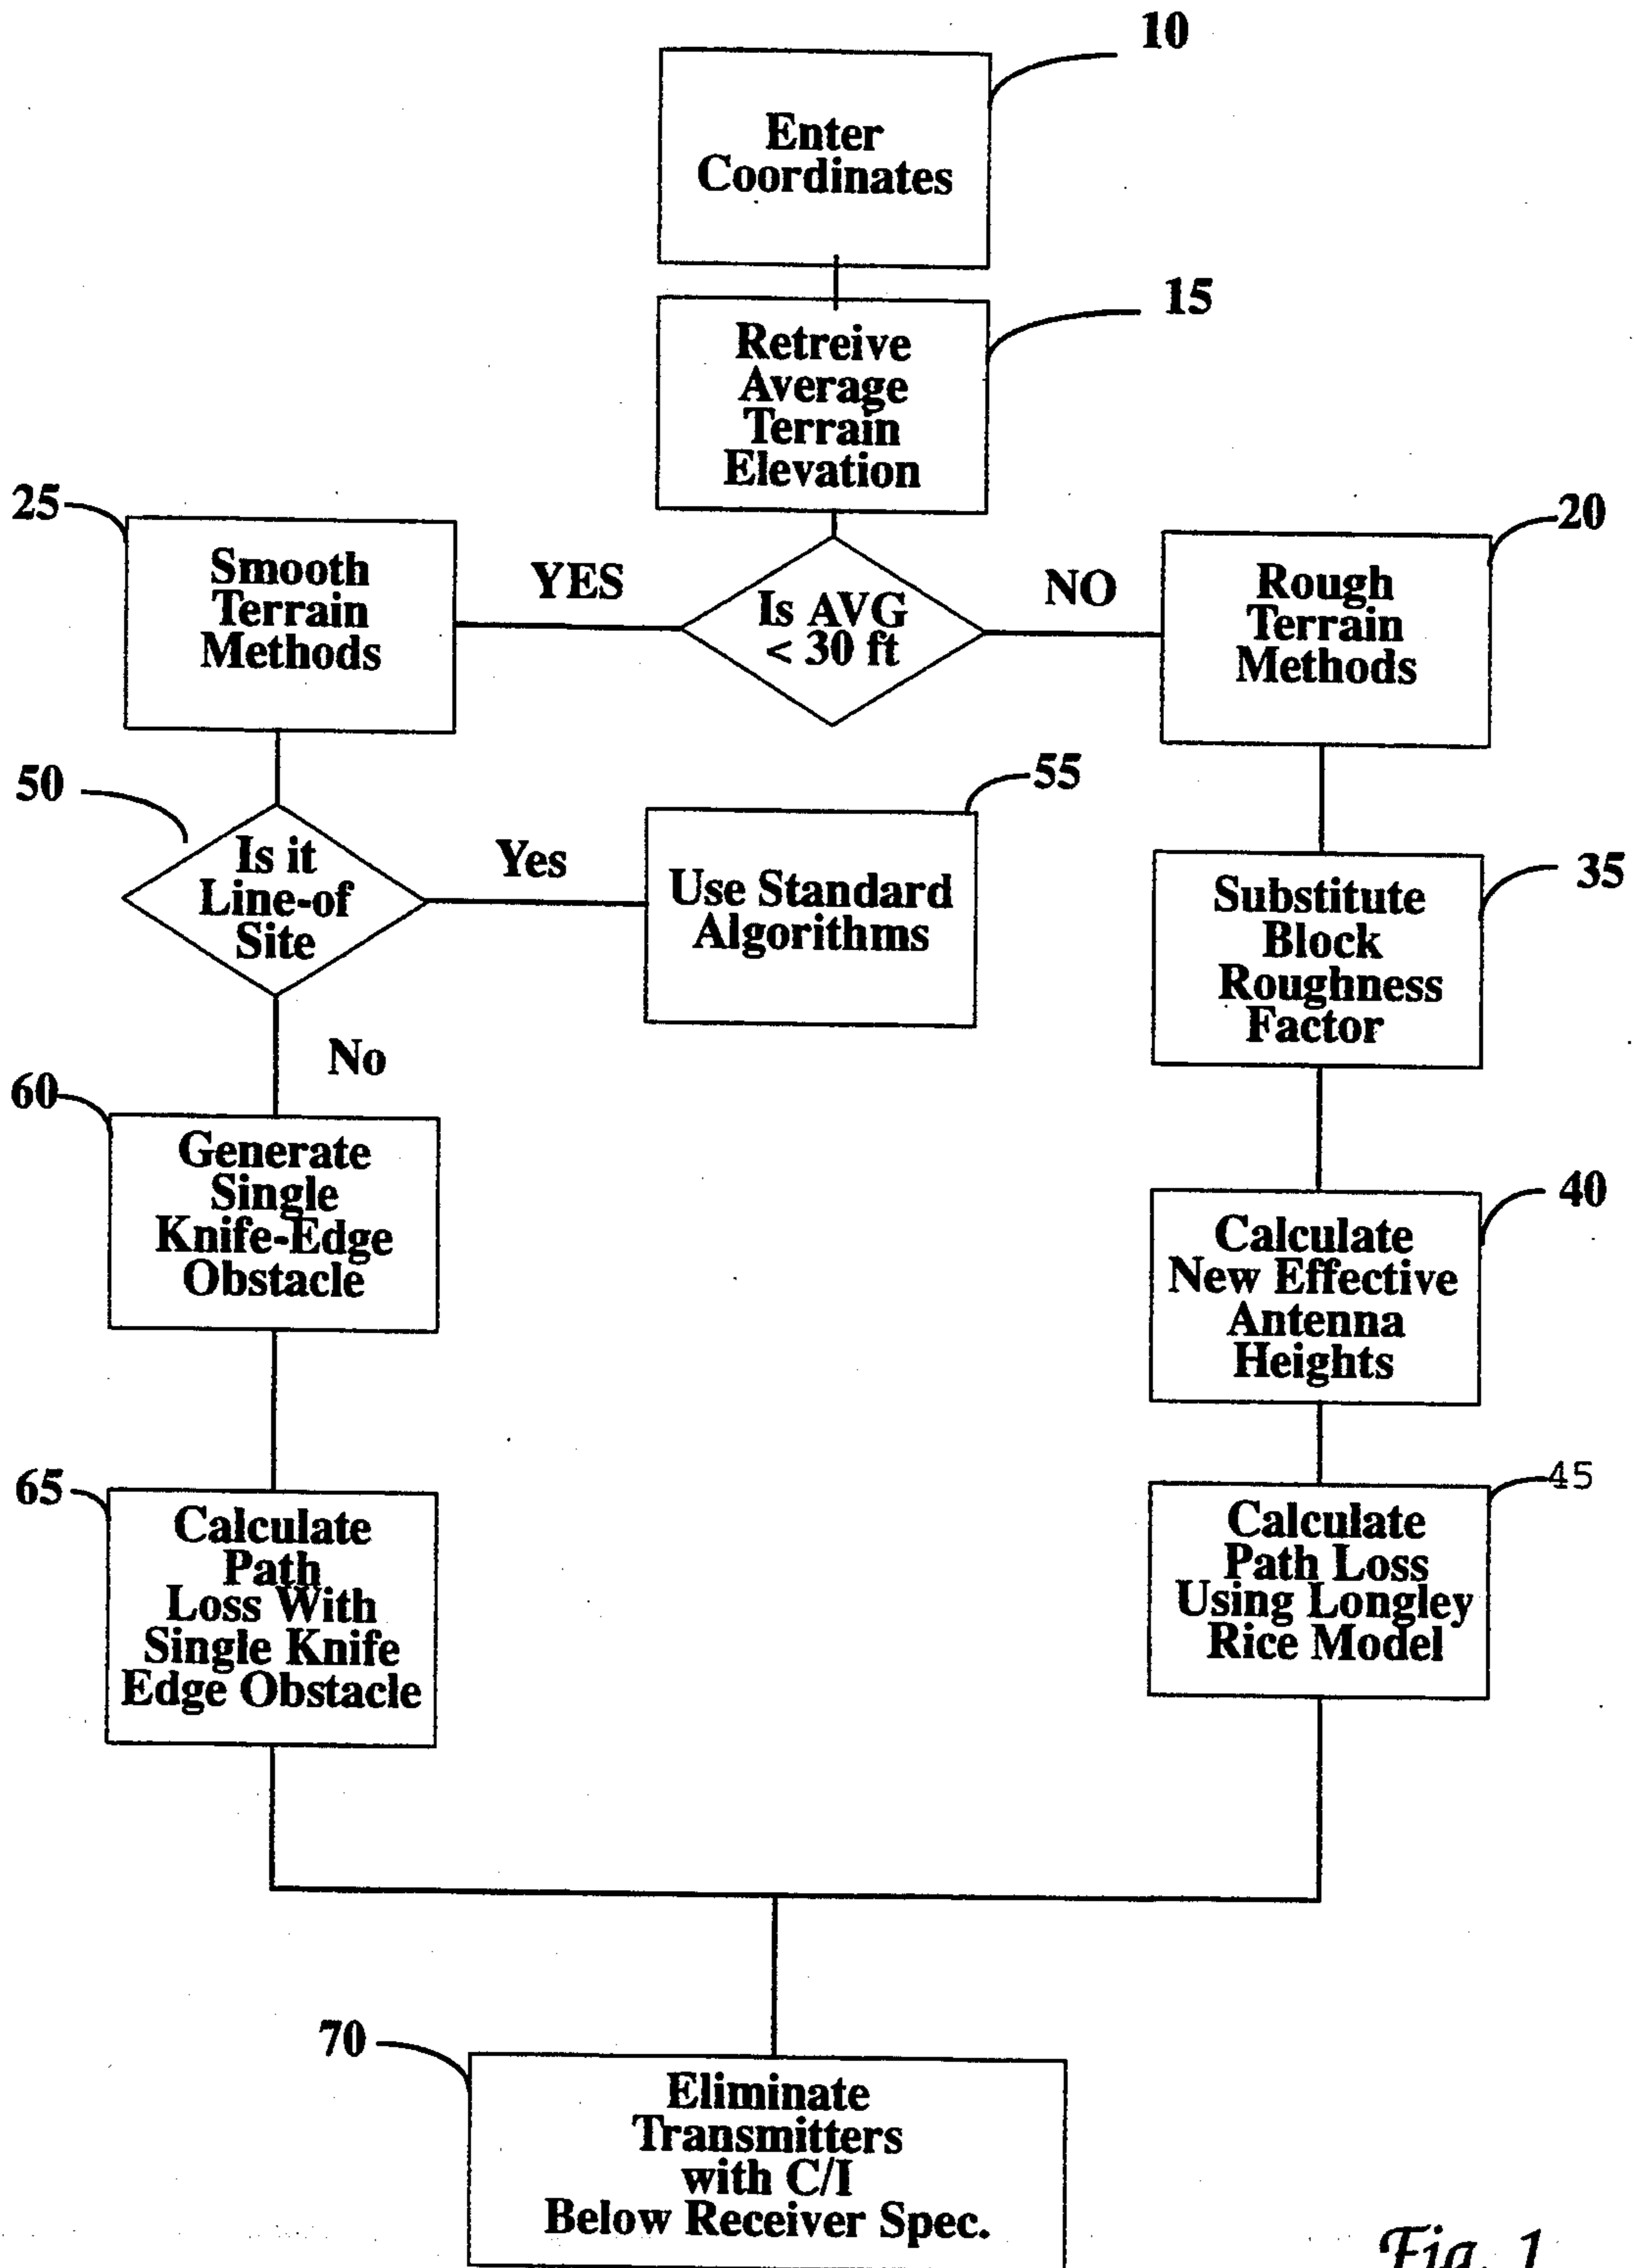 10
Enter
Coordinates
15
Retreive
Average
Terrain
Elevation
25
Smooth
Terrain
Methods
YES
Is AVG
< 30 ft
NO
20
Rough
Terrain
Methods
50
Is it
Line-of
Site
Yes
55
Use Standard
Algorithms
35
Substitute
Block
Roughness
Factor
No
60
Generate
Single
Knife-Edge
Obstacle
40
Calculate
New Effective
Antenna
Heights
65
Calculate
Path
Loss With
Single Knife
Edge Obstacle
45
Calculate
Path Loss
Using Longley
Rice Model
70
Eliminate
Transmitters
with C/I
Below Receiver Spec.
Fig. 1